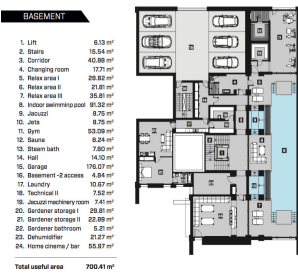 BASEMENT
1. Lift 6.13 m²
2. Stairs 15.54 m²
3. Corridor 40.88 m²
4. Changing room 17.71 m²
5. Relax area I 28.82 m²
6. Relax area II 21.81 m²
7. Relax area III 35.81 m²
8. Indoor swimming pool 91.32 m²
9. Jacuzzi 8.75 m²
10. Jets 8.75 m²
11. Gym 53.09 m²
12. Sauna 8.24 m²
13. Steam bath 7.80 m²
14. Hall 14.10 m²
15. Garage 176.07 m²
16. Basement -2 access 4.84 m²
17. Laundry 10.67 m²
18. Technical II 7.52 m²
19. Jacuzzi machinery room 7.41 m²
20. Gardener storage I 29.81 m²
21. Gardener storage II 22.89 m²
22. Gardener bathroom 5.21 m²
23. Dehumidifier 21.27 m²
24. Home cinema / bar 55.97 m²
Total useful area 700.41 m²